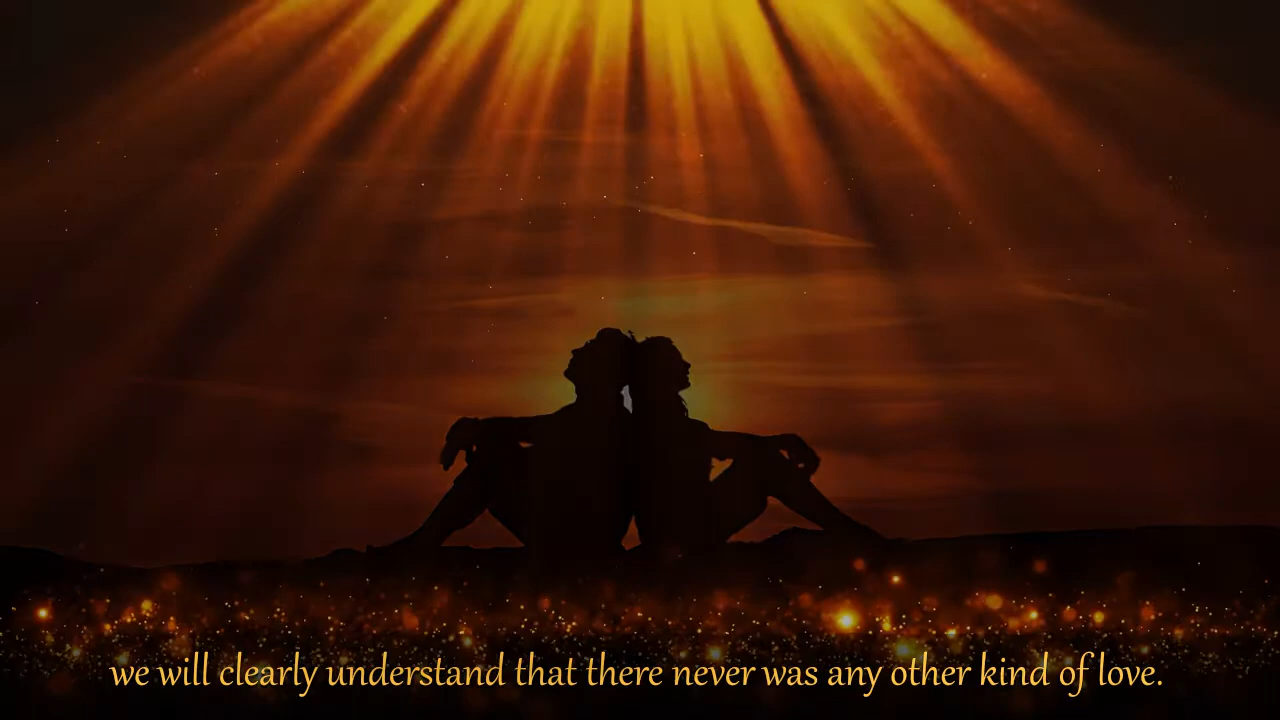 we will clearly understand that there never was any other kind of love.